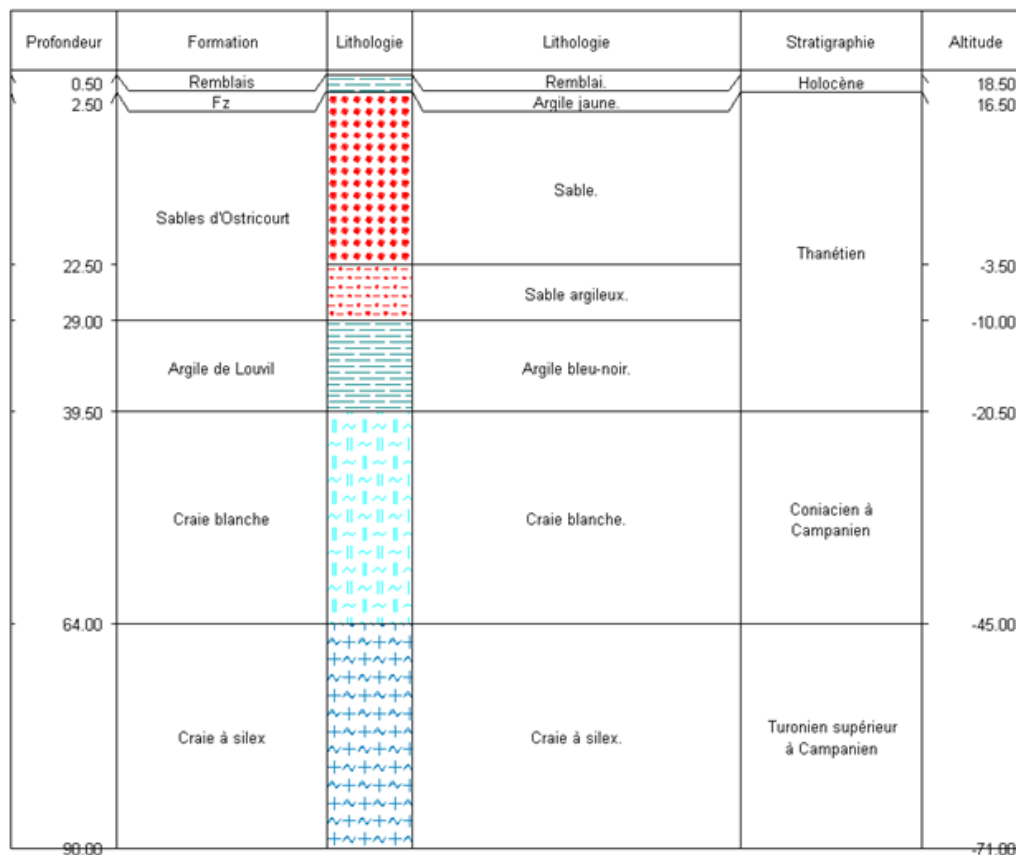 Profondeur Formation Lithologie Lithologie Stratigraphie Altitude
0.50 Remblais Remblai. Holocène 18.50
2.50 Fz Argile jaune. 16.50
Sable.
Sables d'Ostricourt
Thanétien
22.50 -3.50
Sable argileux.
29.00 -10.00
Argile de Louvil Argile bleu-noir.
39.50 -20.50
Craie blanche Craie blanche. Coniacien à
Campanien
64.00 -45.00
Craie à silex Craie à silex. Turonien supérieur
à Campanien
90.00 -71.00